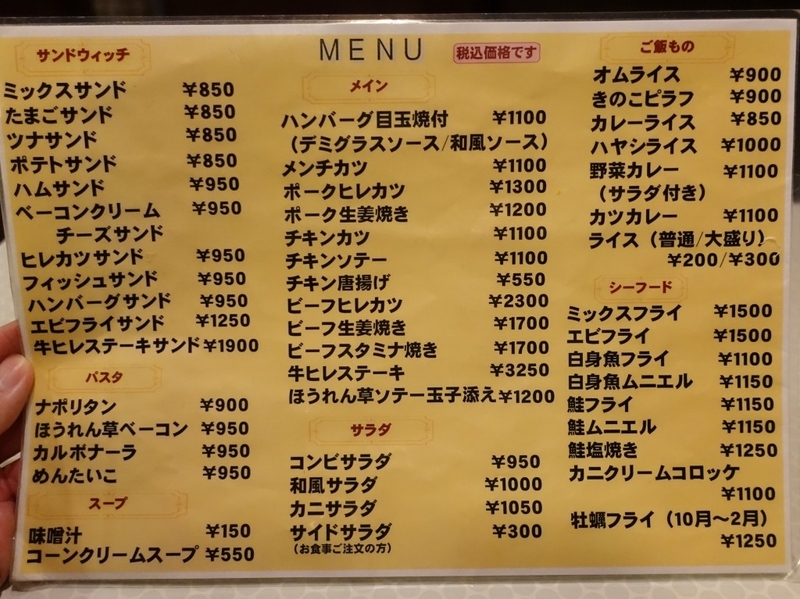 MENU
税込価格です
サンドウィッチ
ミックスサンド ¥850
たまごサンド ¥850
ツナサンド ¥850
ポテトサンド ¥850
ハムサンド ¥950
ベーコンクリーム ¥950
チーズサンド
ヒレカツサンド ¥950
フィッシュサンド ¥950
ハンバーグサンド ¥950
エビフライサンド ¥1250
牛ヒレステーキサンド ¥1900
パスタ
ナポリタン ¥900
ほうれん草ベーコン ¥950
カルボナーラ ¥950
めんたいこ ¥950
スープ
味噌汁 ¥150
コーンクリームスープ ¥550
メイン
ハンバーグ目玉焼付 ¥1100
（デミグラスソース/和風ソース）
メンチカツ ¥1100
ポークヒレカツ ¥1300
ポーク生姜焼き ¥1200
チキンカツ ¥1100
チキンソテー ¥1100
チキン唐揚げ ¥550
ビーフヒレカツ ¥2300
ビーフ生姜焼き ¥1700
ビーフスタミナ焼き ¥1700
牛ヒレステーキ ¥3250
ほうれん草ソテー玉子添え ¥1200
サラダ
コンビサラダ ¥950
和風サラダ ¥1000
カニサラダ ¥1050
サイドサラダ ¥300
（お食事ご注文の方）
ご飯もの
オムライス ¥900
きのこピラフ ¥900
カレーライス ¥850
ハヤシライス ¥1000
野菜カレー ¥1100
（サラダ付き）
カツカレー ¥1100
ライス（普通/大盛り）
¥200/¥300
シーフード
ミックスフライ ¥1500
エビフライ ¥1500
白身魚フライ ¥1100
白身魚ムニエル ¥1150
鮭フライ ¥1150
鮭ムニエル ¥1150
鮭塩焼き ¥1250
カニクリームコロッケ
¥1100
牡蠣フライ（10月～2月）
¥1250